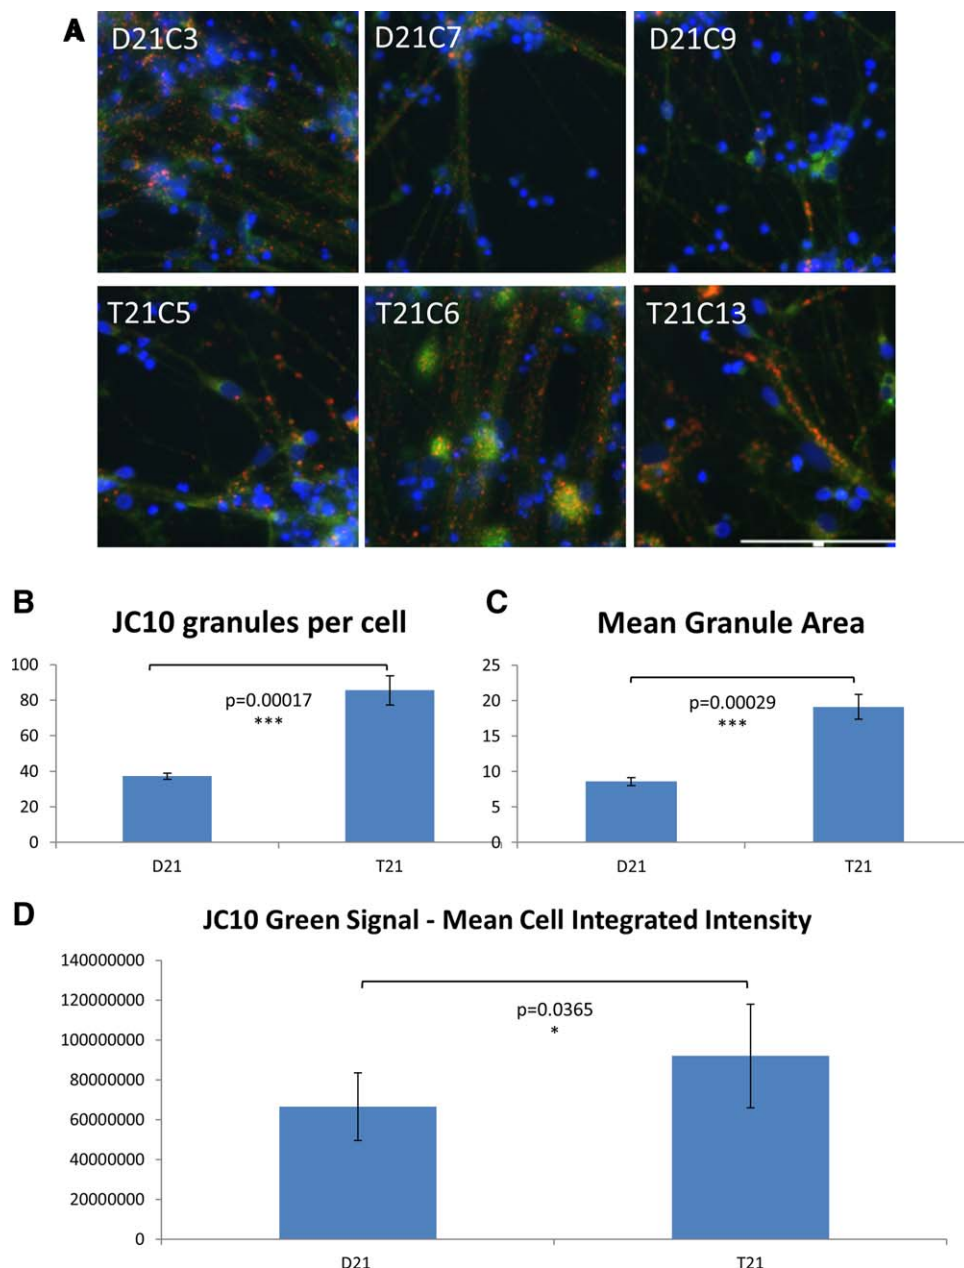 A
D21C3 D21C7 D21C9
T21C5 T21C6 T21C13
B
JC10 granules per cell
100
80
60
40
20
0
p=0.00017
***
D21 T21
C
Mean Granule Area
25
20
15
10
5
0
p=0.00029
***
D21 T21
D
JC10 Green Signal - Mean Cell Integrated Intensity
140000000
120000000
100000000
80000000
60000000
40000000
20000000
0
p=0.0365
*
D21 T21